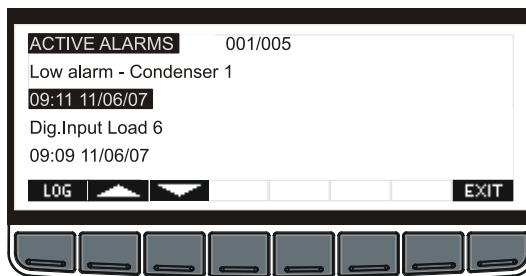 ACTIVE ALARMS 001/005
Low alarm - Condenser 1
09:11 11/06/07
Dig.Input Load 6
09:09 11/06/07
LOG EXIT